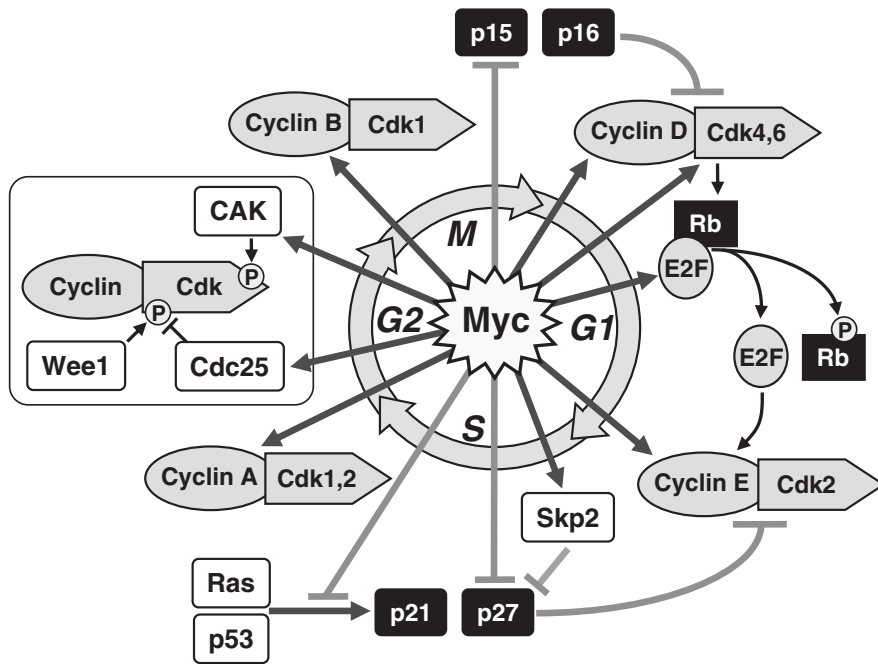 p15 p16
Cyclin B Cdk1
Cyclin D Cdk4,6
CAK
P
Rb
E2F
M
Cyclin Cdk
P
G2 Myc G1
P
Rb
E2F
Wee1 Cdc25
S
Cyclin A Cdk1,2
Cyclin E Cdk2
Skp2
Ras
p53
p21 p27